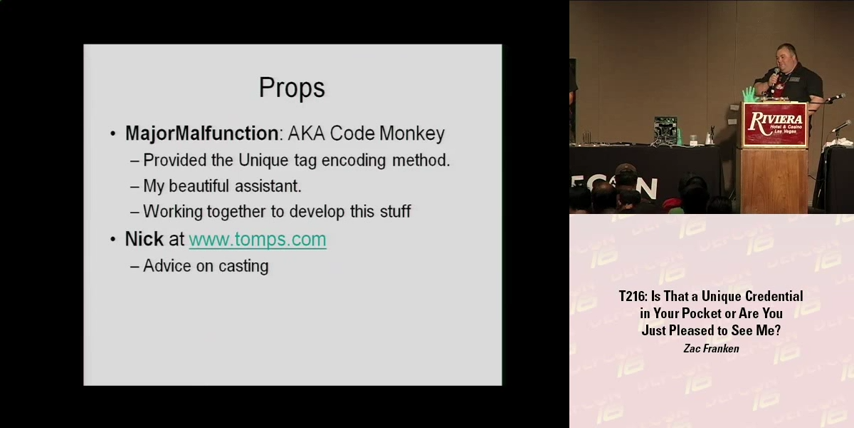 Props
• MajorMalfunction: AKA Code Monkey
– Provided the Unique tag encoding method.
– My beautiful assistant.
– Working together to develop this stuff
• Nick at www.tomps.com
– Advice on casting
RIVIERA
Hotel & Casino
Las Vegas
T216: Is That a Unique Credential
in Your Pocket or Are You
Just Pleased to See Me?
Zac Franken